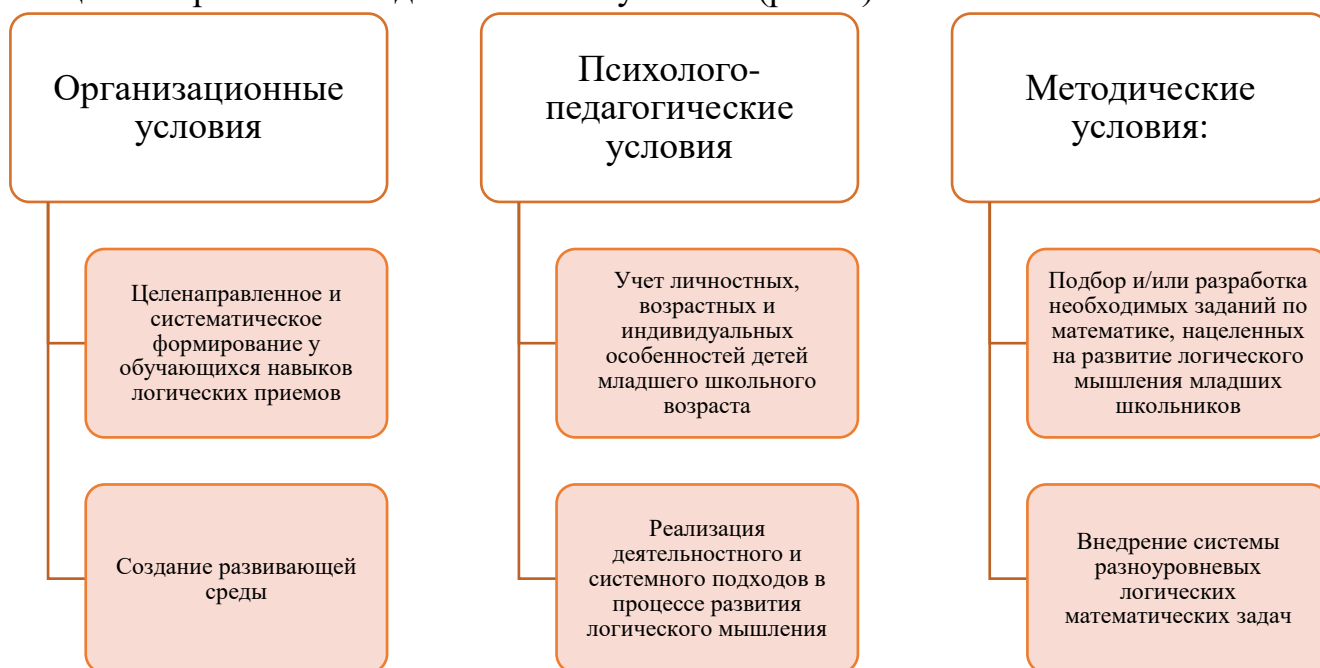 Организационные
условия
Целенаправленное и
систематическое
формирование у
обучающихся навыков
логических приемов
Создание развивающей
среды
Психолого-
педагогические
условия
Учет личностных,
возрастных и
индивидуальных
особенностей детей
младшего школьного
возраста
Реализация
деятельностного и
системного подходов в
процессе развития
логического мышления
Методические
условия:
Подбор и/или разработка
необходимых заданий по
математике, нацеленных
на развитие логического
мышления младших
школьников
Внедрение системы
разноуровневых
логических
математических задач